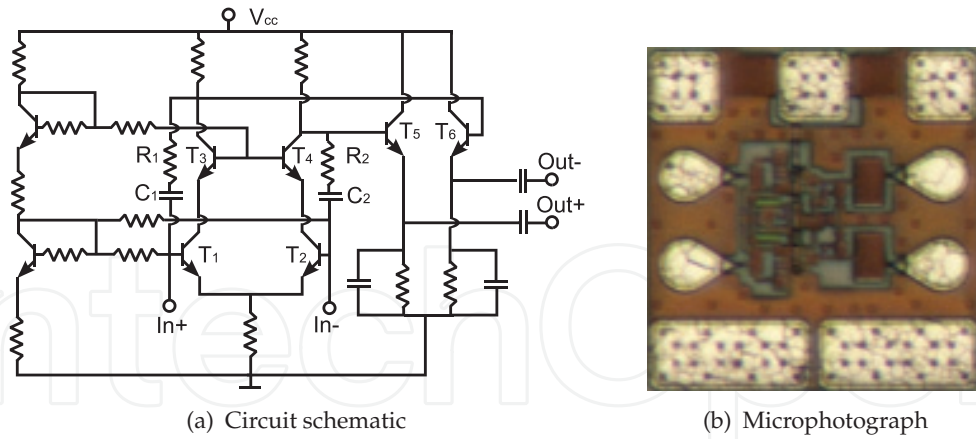 Vcc
R1
T3
T4
R2
T5
T6
C1
C2
Out-
Out+
T1
T2
In+
In-
(a) Circuit schematic
(b) Microphotograph